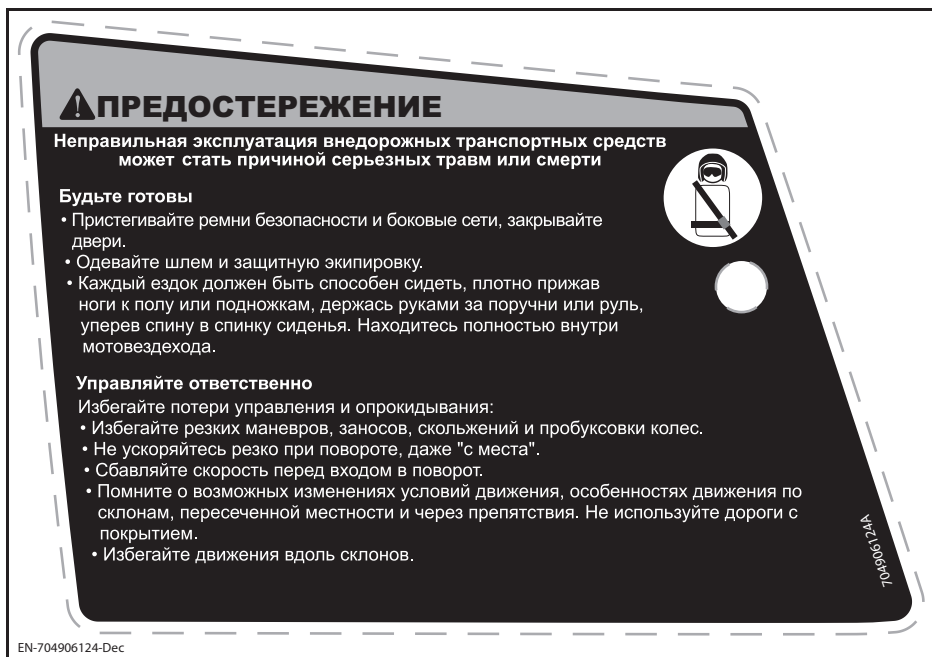 ПРЕДОСТЕРЕЖЕНИЕ
Неправильная эксплуатация внедорожных транспортных средств
может стать причиной серьезных травм или смерти
Будьте готовы
• Пристегивайте ремни безопасности и боковые сети, закрывайте
двери.
• Одевайте шлем и защитную экипировку.
• Каждый ездок должен быть способен сидеть, плотно прижав
ноги к полу или подножкам, держась руками за поручни или руль,
уперев спину в спинку сиденья. Находитесь полностью внутри
мотовездехода.
Управляйте ответственно
Избегайте потери управления и опрокидывания:
• Избегайте резких маневров, заносов, скольжений и пробуксовки колес.
• Не ускоряйтесь резко при повороте, даже "с места".
• Сбавляйте скорость перед входом в поворот.
• Помните о возможных изменениях условий движения, особенностях движения по
склонам, пересеченной местности и через препятствия. Не используйте дороги с
покрытием.
• Избегайте движения вдоль склонов.
704906124A
EN-704906124-Dec